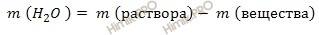 m (H₂O ) = m (раствора) − m (вещества)